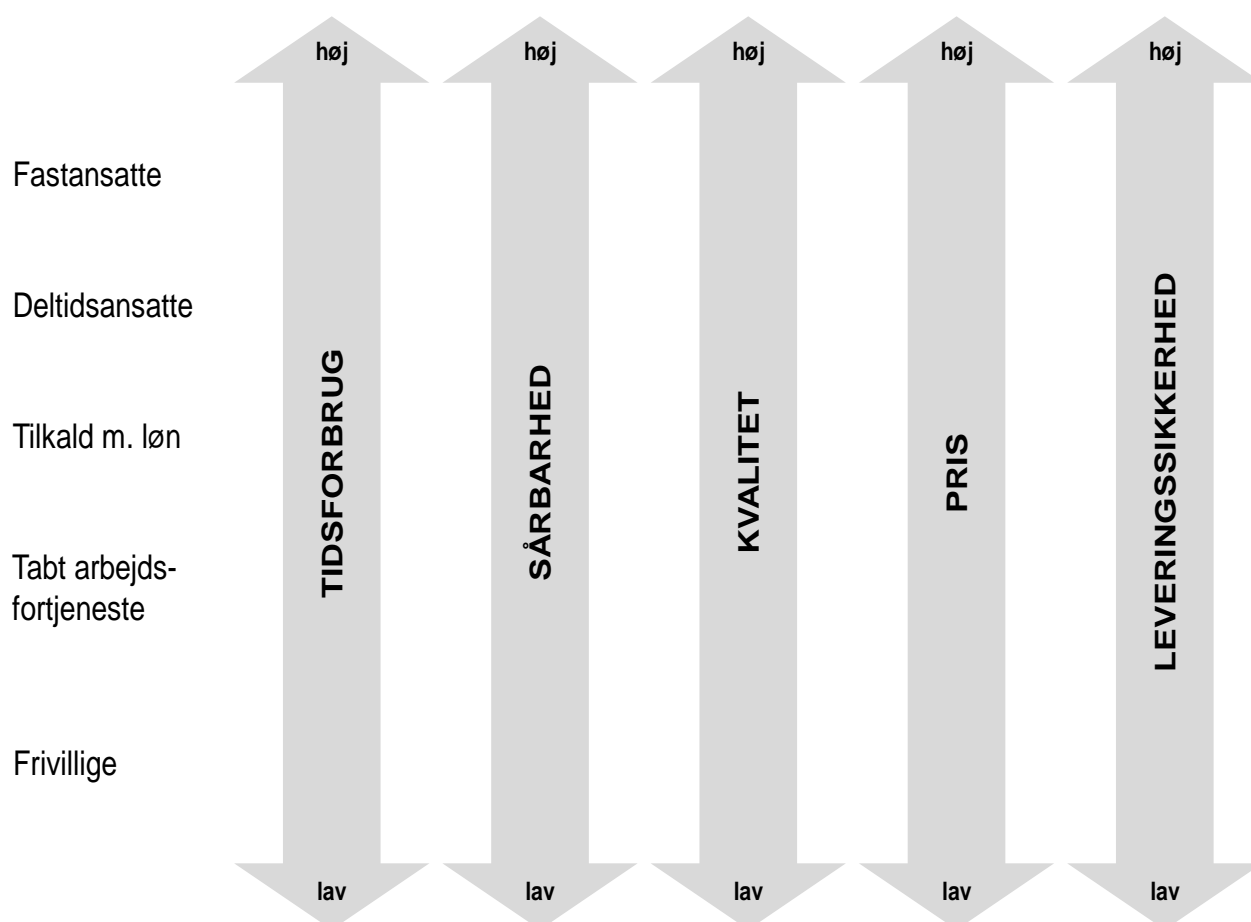 høj høj høj høj høj
Fastansatte
Deltidsansatte
Tilkald m. løn
Tabt arbejds-
fortjeneste
Frivillige
TIDSFORBRUG
SÅRBARHED
KVALITET
PRIS
LEVERINGSSIKKERHED
lav lav lav lav lav